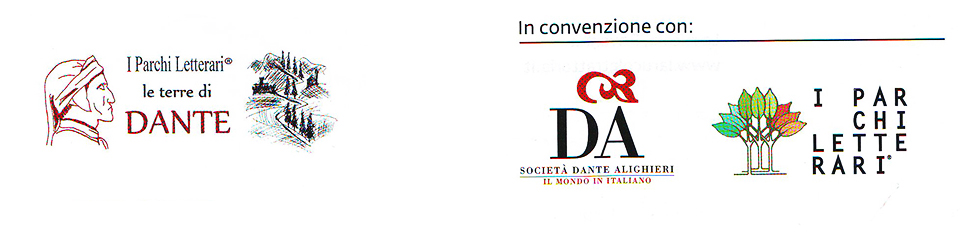 I Parchi Letterari®
le terre di
DANTE
In convenzione con:
DA
SOCIETÀ DANTE ALIGHIERI
IL MONDO IN ITALIANO
I PAR
CHI
LETTE
RARI®